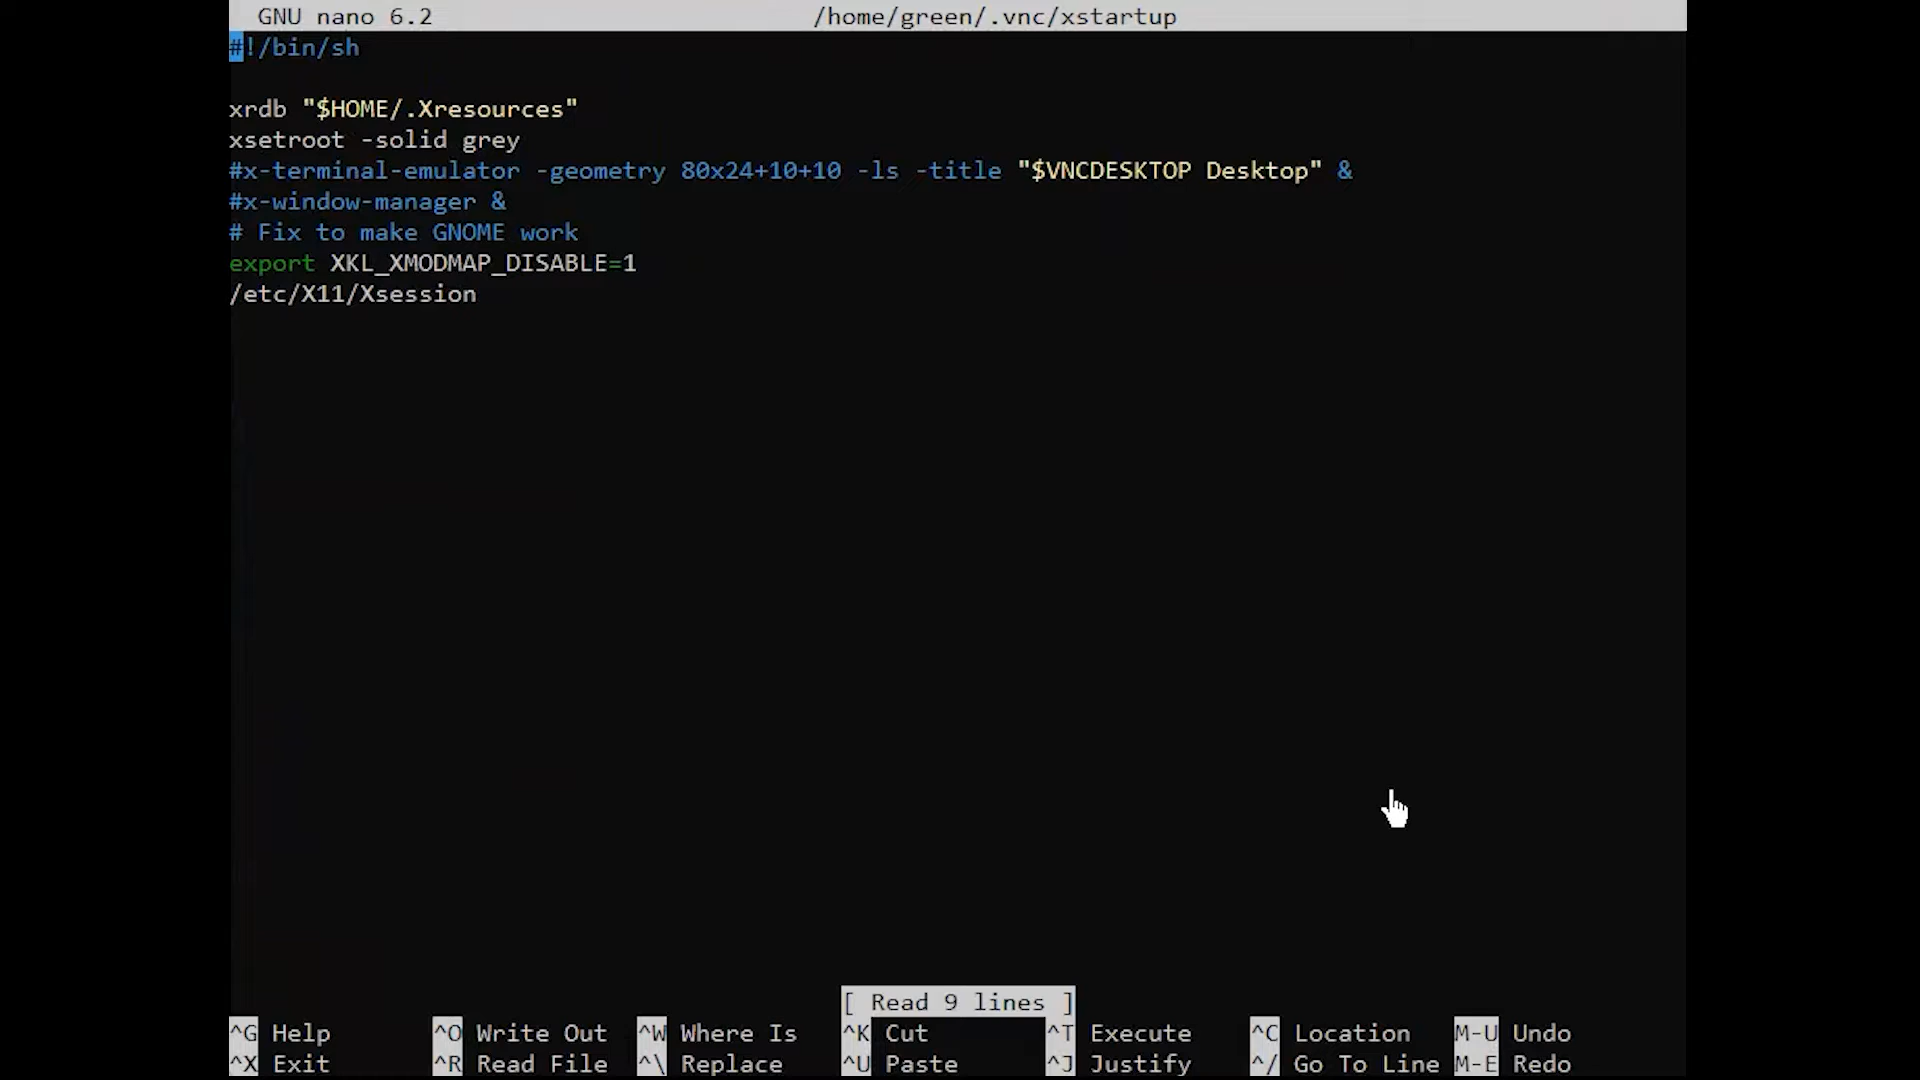 GNU nano 6.2 /home/green/.vnc/xstartup
#!/bin/sh
xrdb "$HOME/.Xresources"
xsetroot -solid grey
#x-terminal-emulator -geometry 80x24+10+10 -ls -title "$VNCDESKTOP Desktop" &
#x-window-manager &
# Fix to make GNOME work
export XKL_XMODMAP_DISABLE=1
/etc/X11/Xsession
[ Read 9 lines ]
^G Help ^O Write Out ^W Where Is ^K Cut ^T Execute ^C Location M-U Undo
^X Exit ^R Read File ^\ Replace ^U Paste ^J Justify ^/ Go To Line M-E Redo